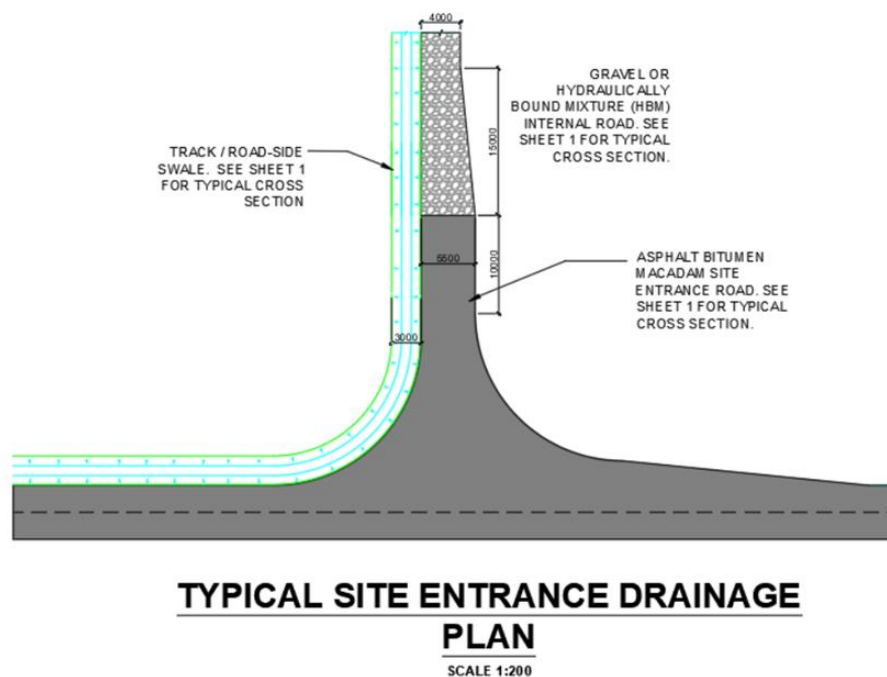 4000
GRAVEL OR
HYDRAULICALLY
BOUND MIXTURE (HBM)
INTERNAL ROAD. SEE
SHEET 1 FOR TYPICAL
CROSS SECTION.
15000
TRACK / ROAD-SIDE
SWALE. SEE SHEET 1
FOR TYPICAL CROSS
SECTION
5500
10000
ASPHALT BITUMEN
MACADAM SITE
ENTRANCE ROAD. SEE
SHEET 1 FOR TYPICAL
CROSS SECTION.
3000
TYPICAL SITE ENTRANCE DRAINAGE
PLAN
SCALE 1:200